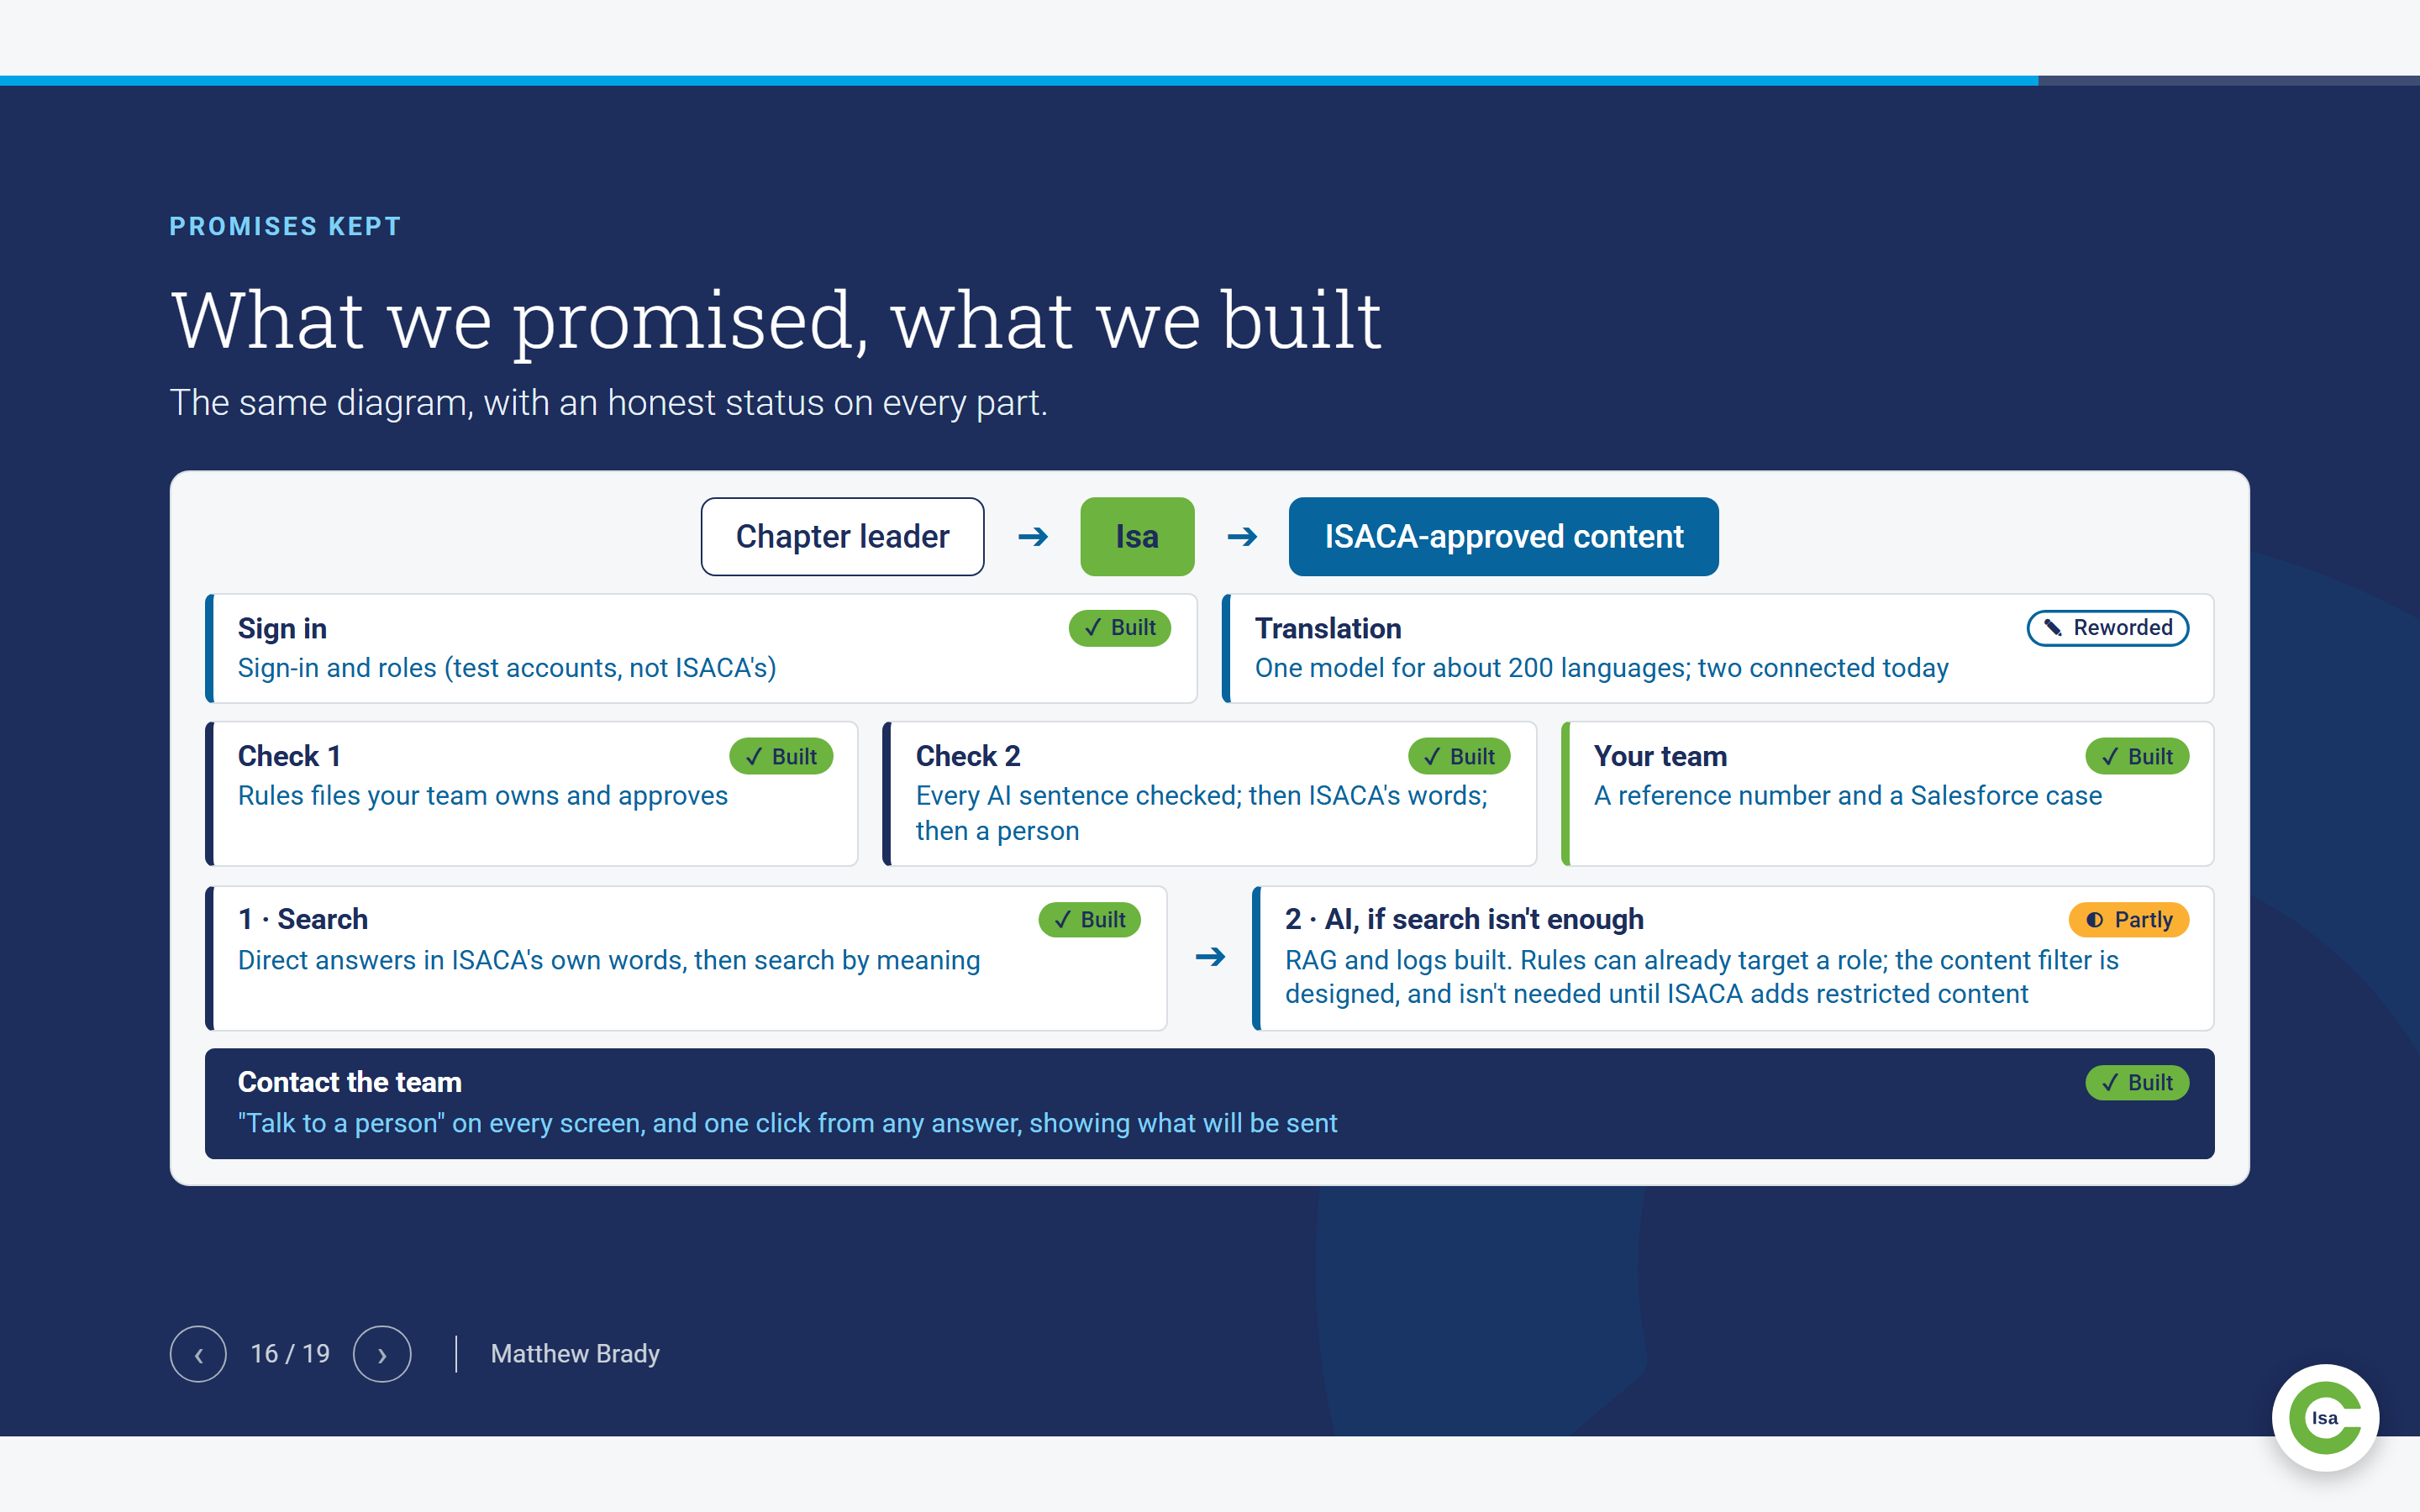 PROMISES KEPT
What we promised, what we built
The same diagram, with an honest status on every part.
Chapter leader ➔ Isa ➔ ISACA-approved content
Sign in
✓ Built
Sign-in and roles (test accounts, not ISACA's)
Translation
✎ Reworded
One model for about 200 languages; two connected today
Check 1
✓ Built
Rules files your team owns and approves
Check 2
✓ Built
Every AI sentence checked; then ISACA's words;
then a person
Your team
✓ Built
A reference number and a Salesforce case
1 · Search
✓ Built
Direct answers in ISACA's own words, then search by meaning
➔
2 · AI, if search isn't enough
◐ Partly
RAG and logs built. Rules can already target a role; the content filter is
designed, and isn't needed until ISACA adds restricted content
Contact the team
✓ Built
"Talk to a person" on every screen, and one click from any answer, showing what will be sent
‹ 16 / 19 › | Matthew Brady
Isa